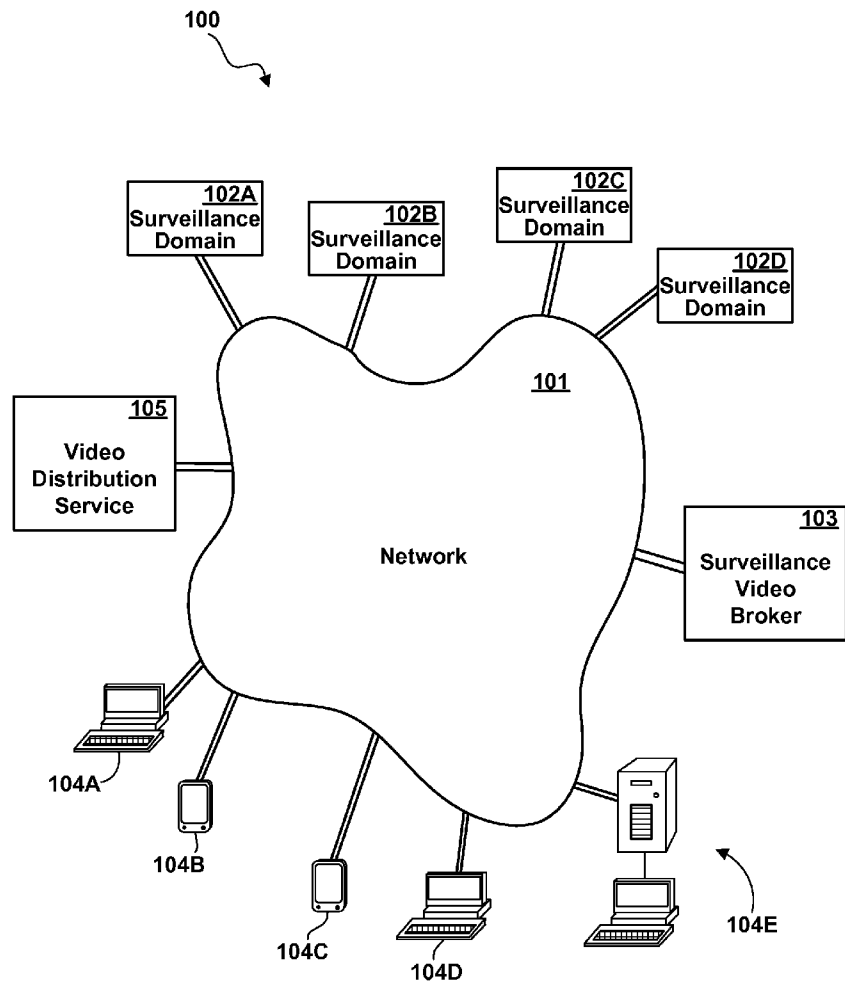 100
102A
Surveillance
Domain
102B
Surveillance
Domain
102C
Surveillance
Domain
102D
Surveillance
Domain
101
105
Video
Distribution
Service
Network
103
Surveillance
Video
Broker
104A
104B
104C
104D
104E